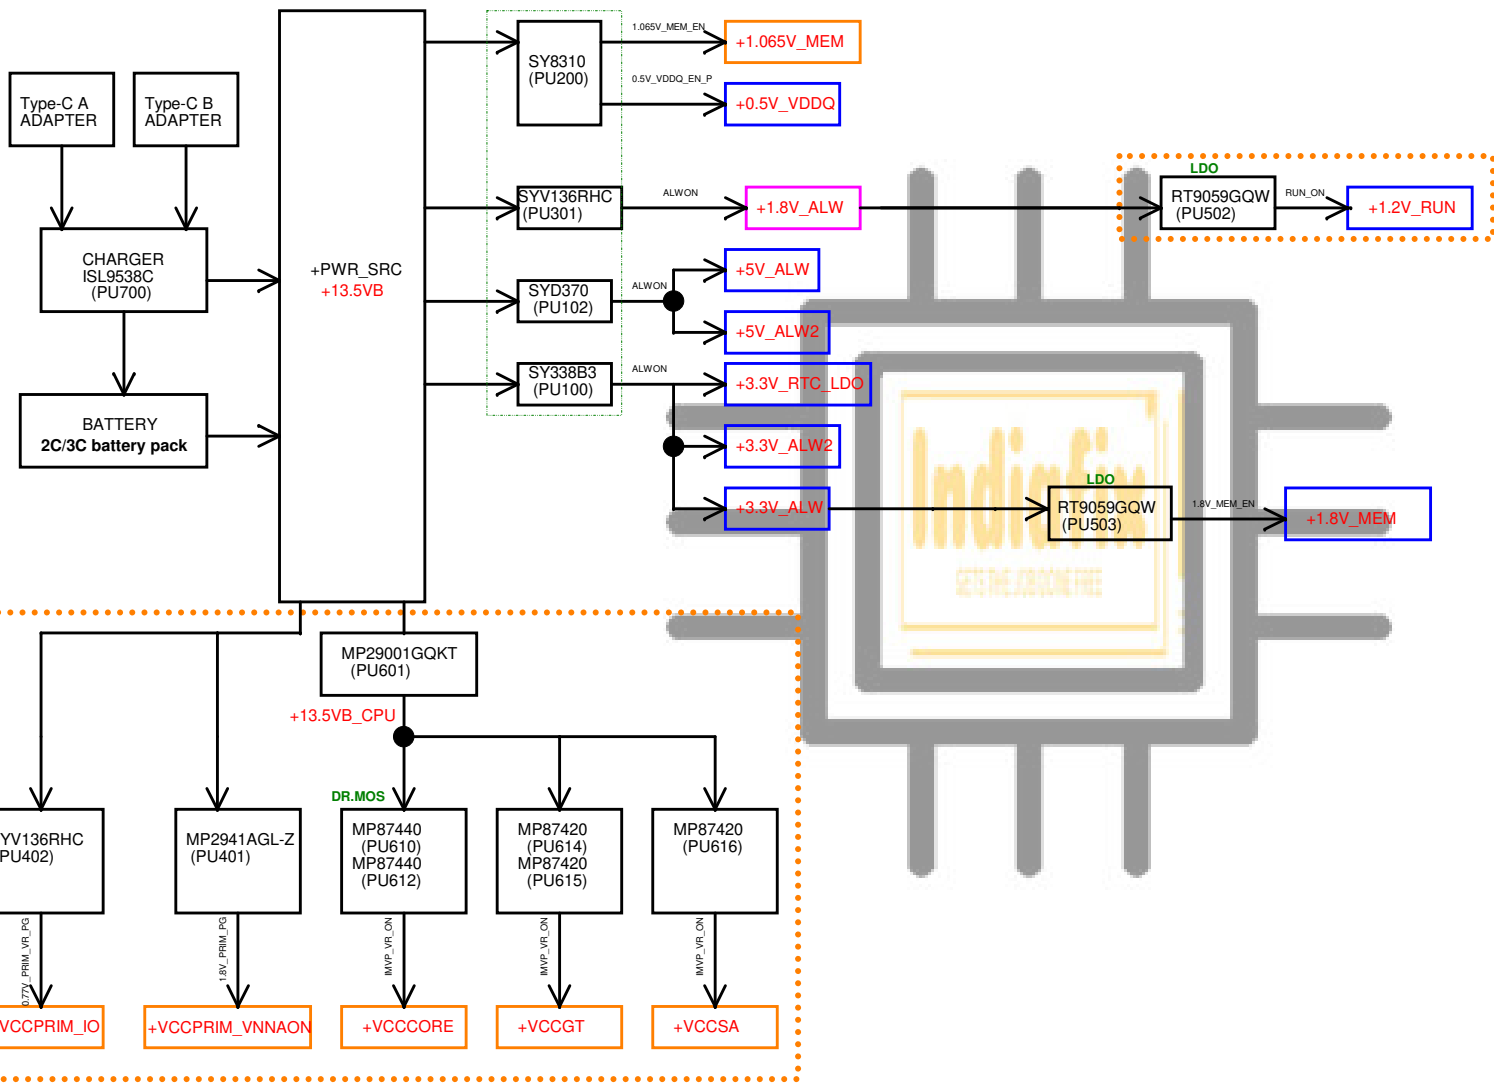 1.065V_MEM_EN
SY8310
(PU200)
+1.065V_MEM
0.5V_VDDQ_EN_P
+0.5V_VDDQ
Type-C A
ADAPTER
Type-C B
ADAPTER
LDO
RT9059GQW
(PU502)
RUN_ON
+1.2V_RUN
SYV136RHC
(PU301)
ALWON
+1.8V_ALW
CHARGER
ISL9538C
(PU700)
+PWR_SRC
+13.5VB
SYD370
(PU102)
ALWON
+5V_ALW
+5V_ALW2
SY338B3
(PU100)
ALWON
+3.3V_RTC_LDO
+3.3V_ALW2
+3.3V_ALW
BATTERY
2C/3C battery pack
Indiafix
LDO
RT9059GQW
(PU503)
1.8V_MEM_EN
+1.8V_MEM
MP29001GQKT
(PU601)
+13.5VB_CPU
DR.MOS
YV136RHC
PU402)
MP2941AGL-Z
(PU401)
MP87440
(PU610)
MP87440
(PU612)
MP87420
(PU614)
MP87420
(PU615)
MP87420
(PU616)
0.77V_PRIM_VR_PG
1.8V_PRIM_PG
IMVP_VR_ON
IMVP_VR_ON
IMVP_VR_ON
VCCPRIM_IO
+VCCPRIM_VNNAON
+VCCCORE
+VCCGT
+VCCSA